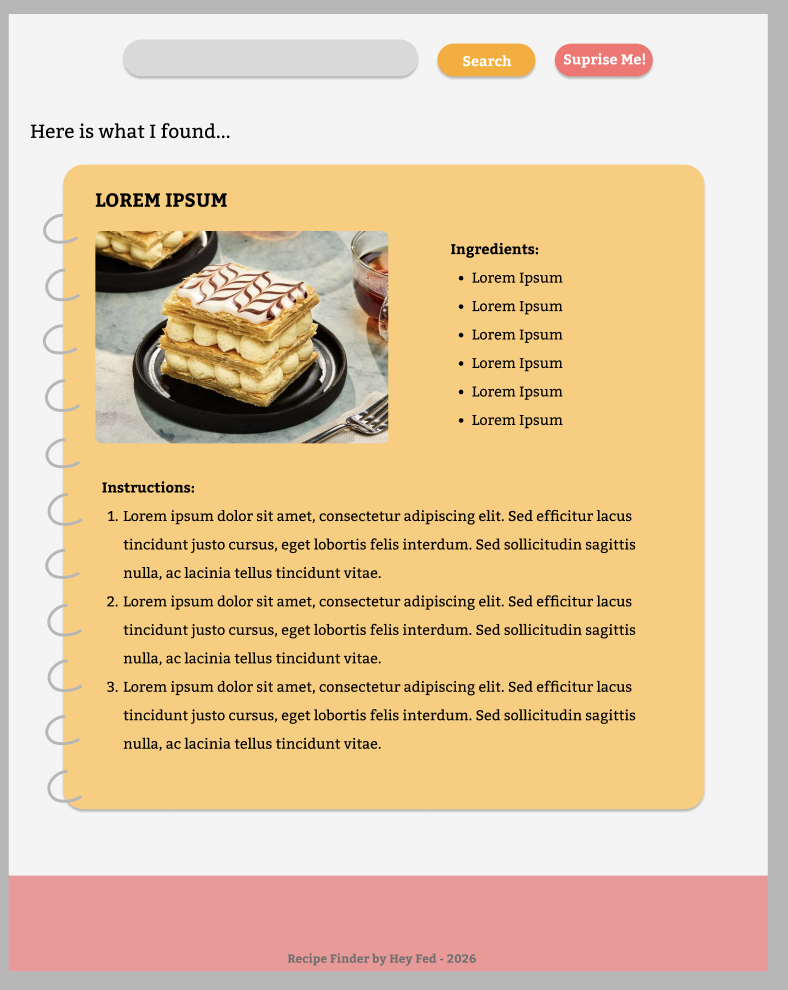 Search
Suprise Me!
Here is what I found...
LOREM IPSUM
Ingredients:
• Lorem Ipsum
• Lorem Ipsum
• Lorem Ipsum
• Lorem Ipsum
• Lorem Ipsum
• Lorem Ipsum
Instructions:
1. Lorem ipsum dolor sit amet, consectetur adipiscing elit. Sed efficitur lacus
tincidunt justo cursus, eget lobortis felis interdum. Sed sollicitudin sagittis
nulla, ac lacinia tellus tincidunt vitae.
2. Lorem ipsum dolor sit amet, consectetur adipiscing elit. Sed efficitur lacus
tincidunt justo cursus, eget lobortis felis interdum. Sed sollicitudin sagittis
nulla, ac lacinia tellus tincidunt vitae.
3. Lorem ipsum dolor sit amet, consectetur adipiscing elit. Sed efficitur lacus
tincidunt justo cursus, eget lobortis felis interdum. Sed sollicitudin sagittis
nulla, ac lacinia tellus tincidunt vitae.
Recipe Finder by Hey Fed - 2026